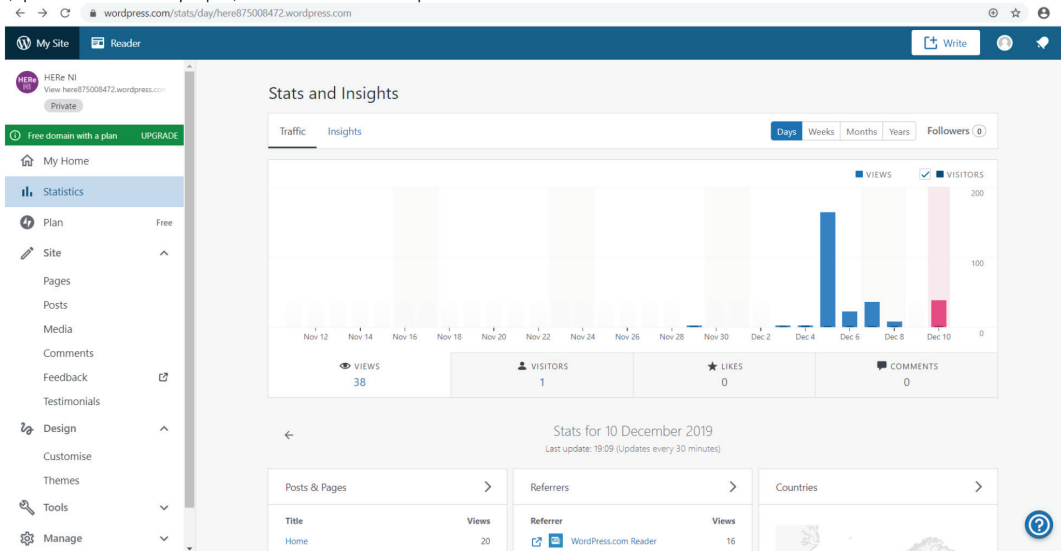 wordpress.com/stats/day/here875008472.wordpress.com
My Site
Reader
Write
HERe NI
HERe NI
View here875008472.wordpress.com
Private
Free domain with a plan UPGRADE
My Home
Statistics
Plan Free
Site
Pages
Posts
Media
Comments
Feedback
Testimonials
Design
Customise
Themes
Tools
Manage
Stats and Insights
Traffic Insights
Days Weeks Months Years Followers 0
VIEWS VISITORS
200
100
0
Nov 12 Nov 14 Nov 16 Nov 18 Nov 20 Nov 22 Nov 24 Nov 26 Nov 28 Nov 30 Dec 2 Dec 4 Dec 6 Dec 8 Dec 10
VIEWS
38
VISITORS
1
LIKES
0
COMMENTS
0
Stats for 10 December 2019
Last update: 19:09 (Updates every 30 minutes)
Posts & Pages
Title Views
Home 20
Referrers
Referrer Views
WordPress.com Reader 16
Countries